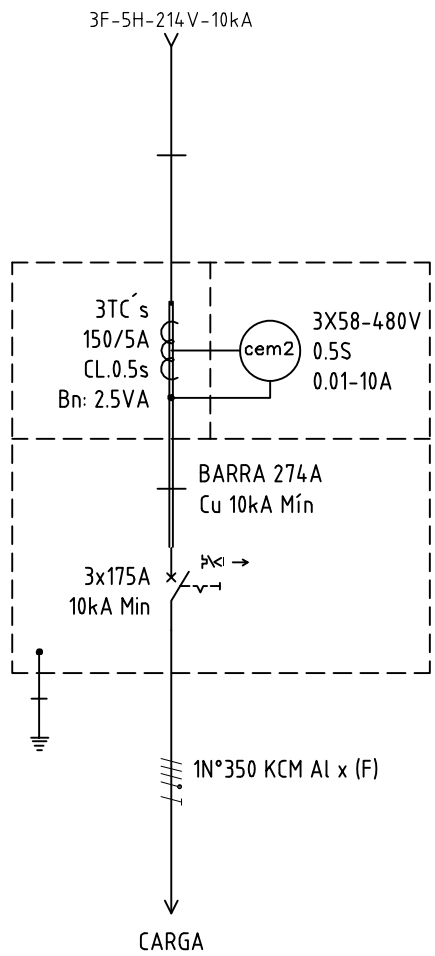 3F-5H-214V-10kA
3TC´s
150/5A
CL.0.5s
Bn: 2.5VA
cem2
3X58-480V
0.5S
0.01-10A
BARRA 274A
Cu 10kA Mín
3x175A
10kA Min
1N°350 KCM Al x (F)
CARGA